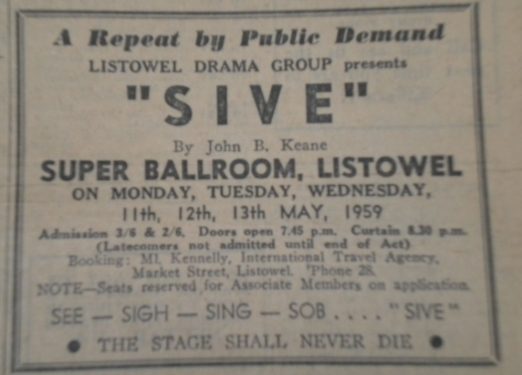 A Repeat by Public Demand
LISTOWEL DRAMA GROUP presents
"SIVE"
By John B. Keane
SUPER BALLROOM, LISTOWEL
ON MONDAY, TUESDAY, WEDNESDAY,
11th, 12th, 13th MAY, 1959
Admission 3/6 & 2/6. Doors open 7.45 p.m. Curtain 8.30 p.m.
(Latecomers not admitted until end of Act)
Booking: Ml. Kennelly, International Travel Agency,
Market Street, Listowel. 'Phone 28.
NOTE—Seats reserved for Associate Members on application.
SEE — SIGH — SING — SOB . . . . "SIVE"
● THE STAGE SHALL NEVER DIE ●